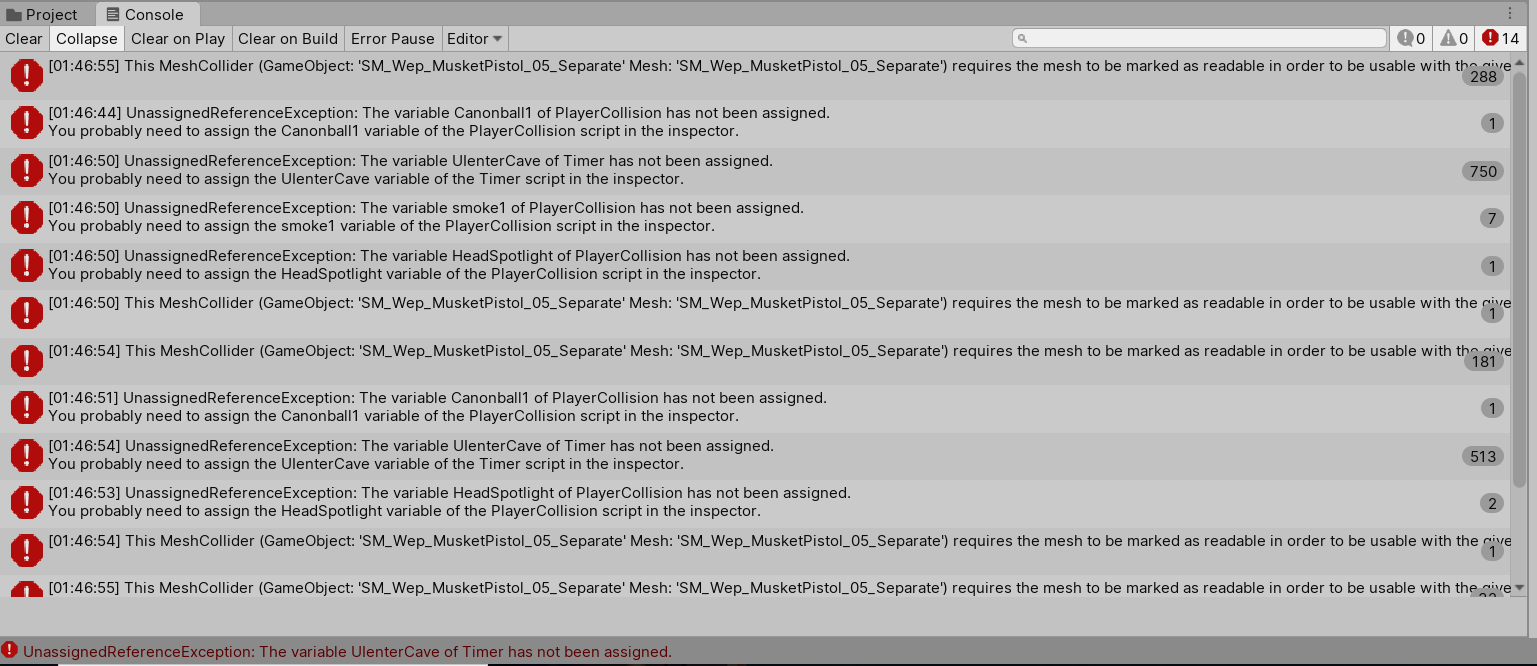 Project
Console
Clear
Collapse
Clear on Play
Clear on Build
Error Pause
Editor
0
0
14
[01:46:55] This MeshCollider (GameObject: 'SM_Wep_MusketPistol_05_Separate' Mesh: 'SM_Wep_MusketPistol_05_Separate') requires the mesh to be marked as readable in order to be usable with the give
288
[01:46:44] UnassignedReferenceException: The variable Canonball1 of PlayerCollision has not been assigned.
You probably need to assign the Canonball1 variable of the PlayerCollision script in the inspector.
1
[01:46:50] UnassignedReferenceException: The variable UIenterCave of Timer has not been assigned.
You probably need to assign the UIenterCave variable of the Timer script in the inspector.
750
[01:46:50] UnassignedReferenceException: The variable smoke1 of PlayerCollision has not been assigned.
You probably need to assign the smoke1 variable of the PlayerCollision script in the inspector.
7
[01:46:50] UnassignedReferenceException: The variable HeadSpotlight of PlayerCollision has not been assigned.
You probably need to assign the HeadSpotlight variable of the PlayerCollision script in the inspector.
1
[01:46:50] This MeshCollider (GameObject: 'SM_Wep_MusketPistol_05_Separate' Mesh: 'SM_Wep_MusketPistol_05_Separate') requires the mesh to be marked as readable in order to be usable with the give
1
[01:46:54] This MeshCollider (GameObject: 'SM_Wep_MusketPistol_05_Separate' Mesh: 'SM_Wep_MusketPistol_05_Separate') requires the mesh to be marked as readable in order to be usable with the give
181
[01:46:51] UnassignedReferenceException: The variable Canonball1 of PlayerCollision has not been assigned.
You probably need to assign the Canonball1 variable of the PlayerCollision script in the inspector.
1
[01:46:54] UnassignedReferenceException: The variable UIenterCave of Timer has not been assigned.
You probably need to assign the UIenterCave variable of the Timer script in the inspector.
513
[01:46:53] UnassignedReferenceException: The variable HeadSpotlight of PlayerCollision has not been assigned.
You probably need to assign the HeadSpotlight variable of the PlayerCollision script in the inspector.
2
[01:46:54] This MeshCollider (GameObject: 'SM_Wep_MusketPistol_05_Separate' Mesh: 'SM_Wep_MusketPistol_05_Separate') requires the mesh to be marked as readable in order to be usable with the give
1
[01:46:55] This MeshCollider (GameObject: 'SM_Wep_MusketPistol_05_Separate' Mesh: 'SM_Wep_MusketPistol_05_Separate') requires the mesh to be marked as readable in order to be usable with the give
UnassignedReferenceException: The variable UIenterCave of Timer has not been assigned.